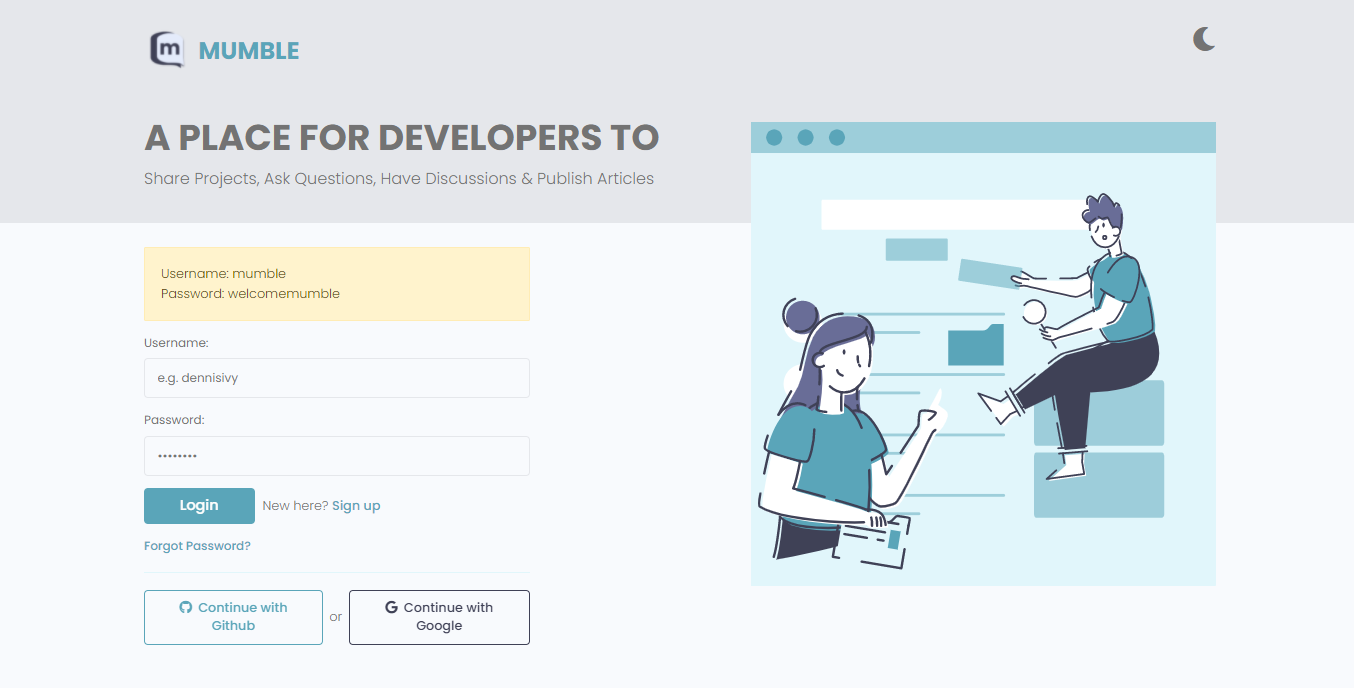 m MUMBLE
A PLACE FOR DEVELOPERS TO
Share Projects, Ask Questions, Have Discussions & Publish Articles
Username: mumble
Password: welcomemumble
Username:
e.g. dennisivy
Password:
••••••••
Login New here? Sign up
Forgot Password?
Continue with
Github
or
Continue with
Google